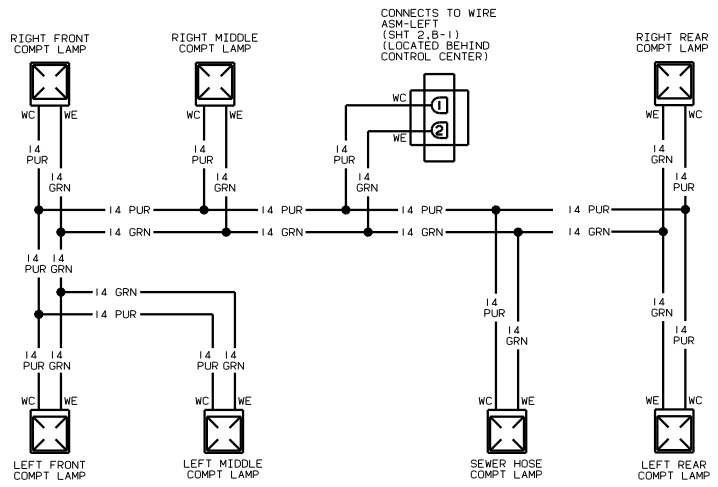 CONNECTS TO WIRE
ASM-LEFT
(SHT 2,B-1)
(LOCATED BEHIND
CONTROL CENTER)
RIGHT FRONT
COMPT LAMP
RIGHT MIDDLE
COMPT LAMP
RIGHT REAR
COMPT LAMP
WC
WE
WC
WE
WC
1
2
WE
WE
WC
14
PUR
14
GRN
14
PUR
14
GRN
14
PUR
14
GRN
14
GRN
14
PUR
14 PUR
14 PUR
14 PUR
14 PUR
14 GRN
14 GRN
14 GRN
14 GRN
14
PUR
14
GRN
14 GRN
14 PUR
14
PUR
14
GRN
14
PUR
14
GRN
14
PUR
14
GRN
14
GRN
14
PUR
WC
WE
WC
WE
WC
WE
WE
WC
LEFT FRONT
COMPT LAMP
LEFT MIDDLE
COMPT LAMP
SEWER HOSE
COMPT LAMP
LEFT REAR
COMPT LAMP